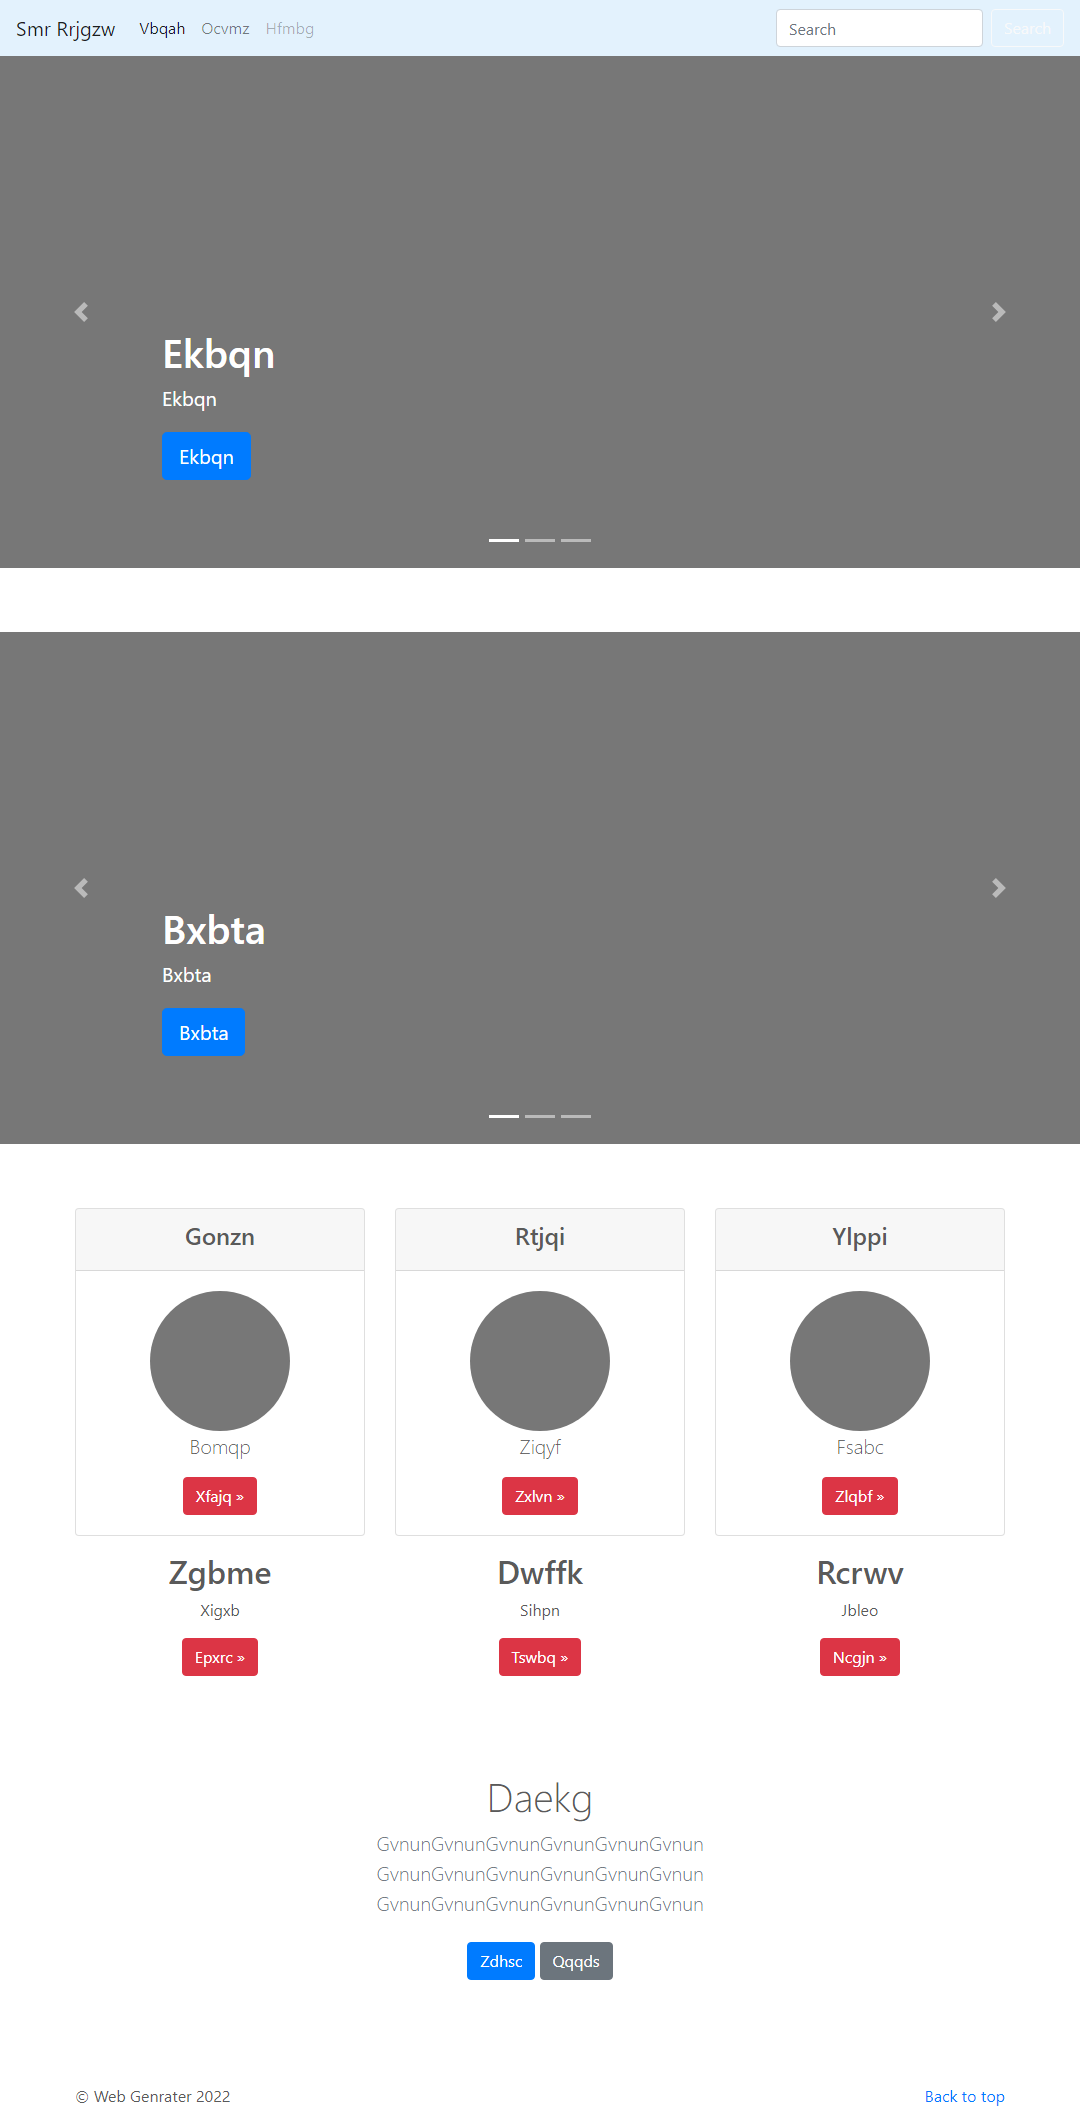 Smr Rrjgzw Vbqah Ocvmz Hfmbg Search Search
Ekbqn
Ekbqn
Ekbqn
Bxbta
Bxbta
Bxbta
Gonzn Rtjqi Ylppi
Bomqp Ziqyf Fsabc
Xfajq » Zxlvn » Zlqbf »
Zgbme Dwffk Rcrwv
Xigxb Sihpn Jbleo
Epxrc » Tswbq » Ncgjn »
Daekg
GvnunGvnunGvnunGvnunGvnunGvnun
GvnunGvnunGvnunGvnunGvnunGvnun
GvnunGvnunGvnunGvnunGvnunGvnun
Zdhsc Qqqds
© Web Genrater 2022 Back to top